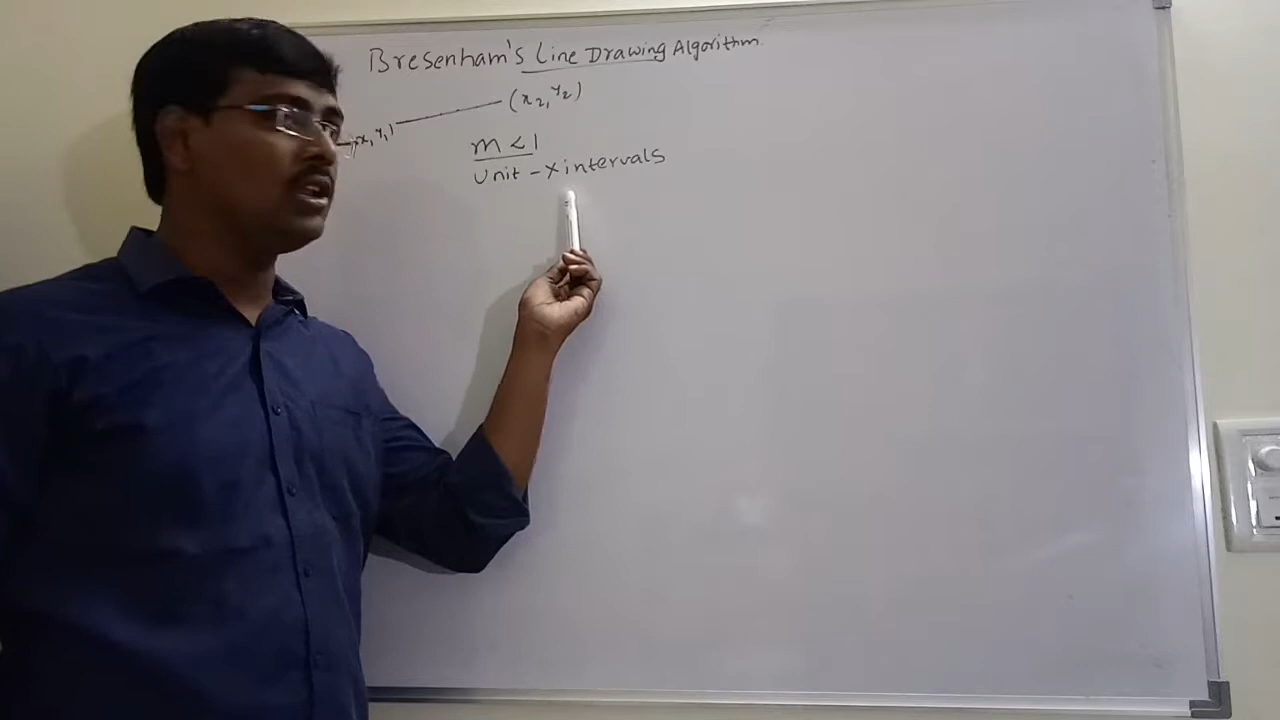 Bresenham's Line Drawing Algorithm.
(x2, y2)
x1, y1)
m < 1
Unit - x intervals